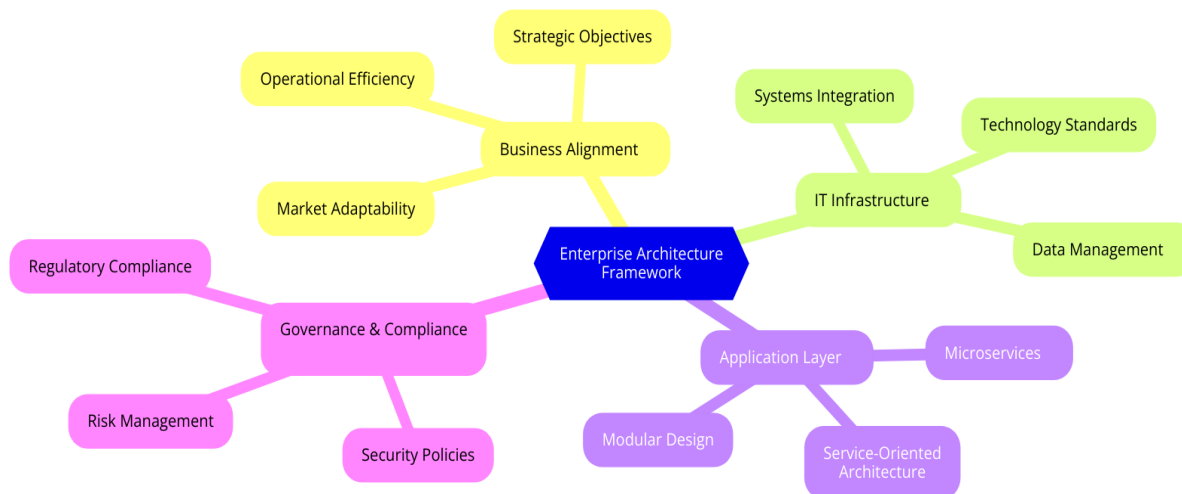 Strategic Objectives
Operational Efficiency
Business Alignment
Market Adaptability
Systems Integration
Technology Standards
IT Infrastructure
Data Management
Enterprise Architecture
Framework
Regulatory Compliance
Governance & Compliance
Risk Management
Security Policies
Application Layer
Microservices
Modular Design
Service-Oriented
Architecture